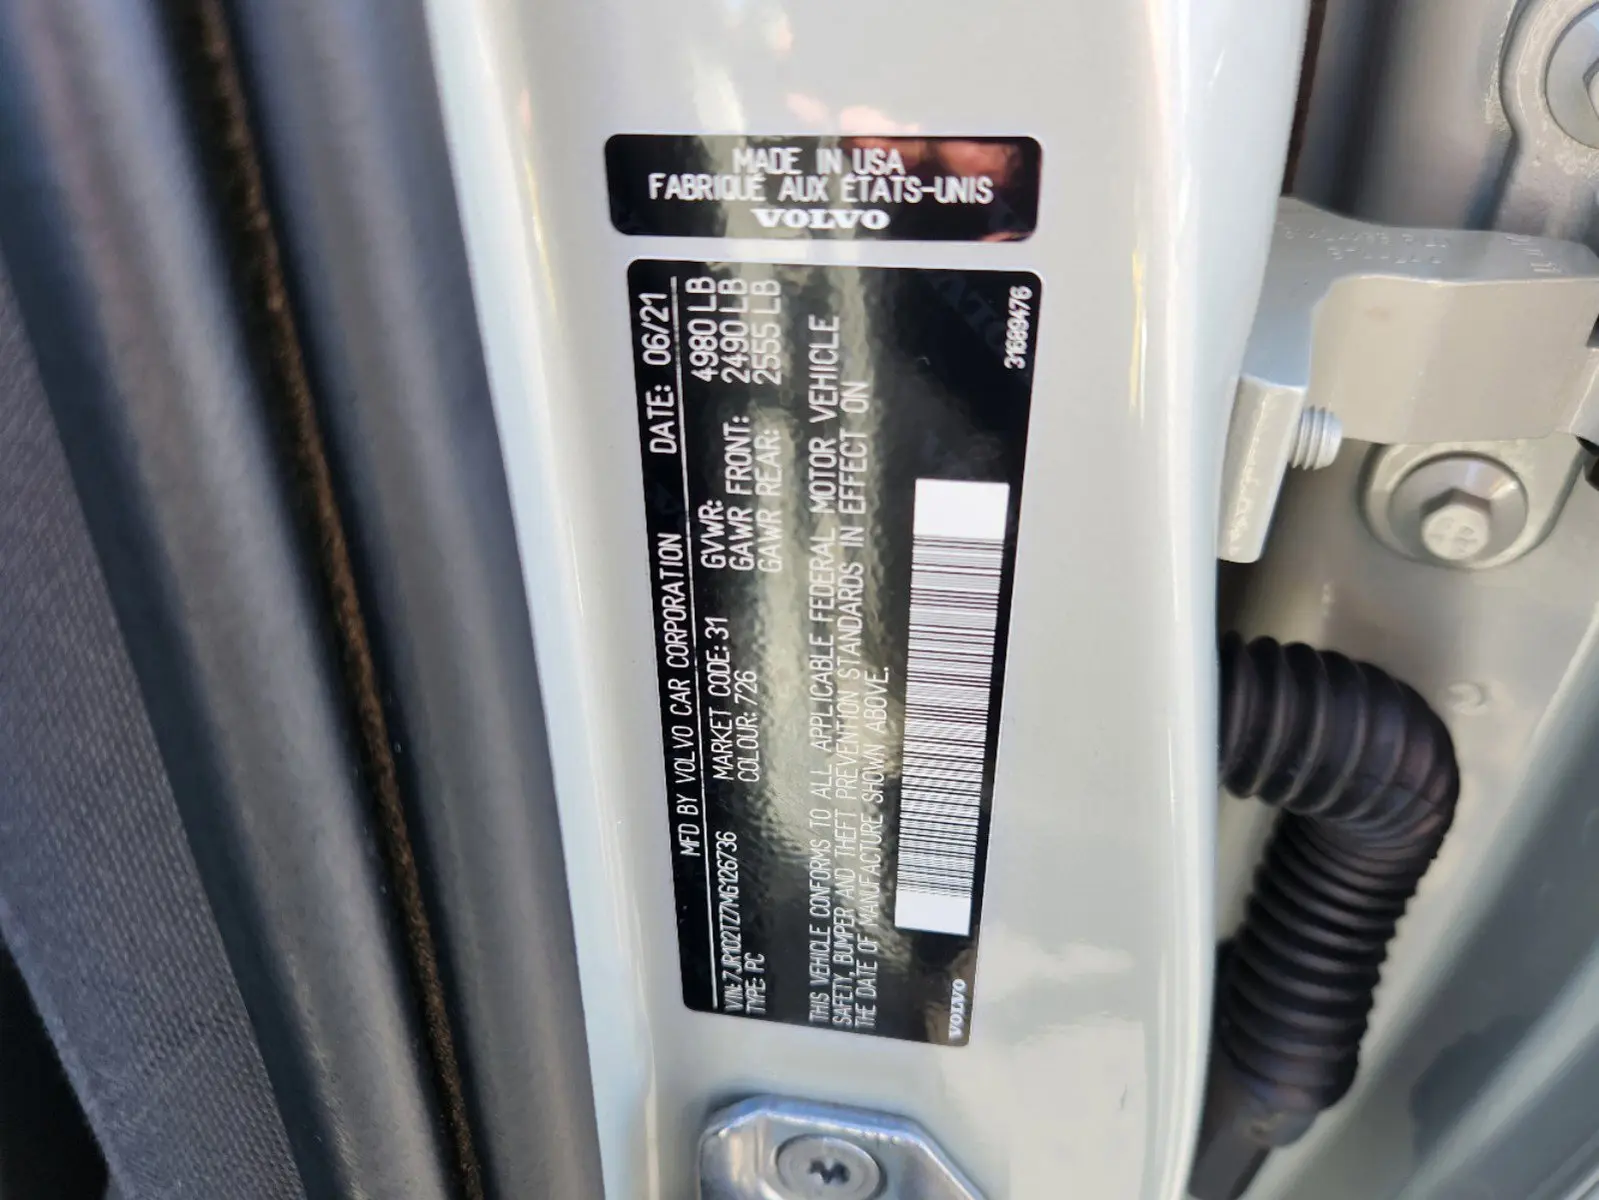 MADE IN USA
FABRIQUÉ AUX ÉTATS-UNIS
VOLVO
MFD BY VOLVO CAR CORPORATION DATE: 06/21
VIN: 7JR102TZ7MG126736 MARKET CODE: 31 GVWR: 4980 LB
TYPE: PC COLOUR: 726 GAWR FRONT: 2490 LB
GAWR REAR: 2555 LB
THIS VEHICLE CONFORMS TO ALL APPLICABLE FEDERAL MOTOR VEHICLE
SAFETY, BUMPER AND THEFT PREVENTION STANDARDS IN EFFECT ON
THE DATE OF MANUFACTURE SHOWN ABOVE.
VOLVO 31689476